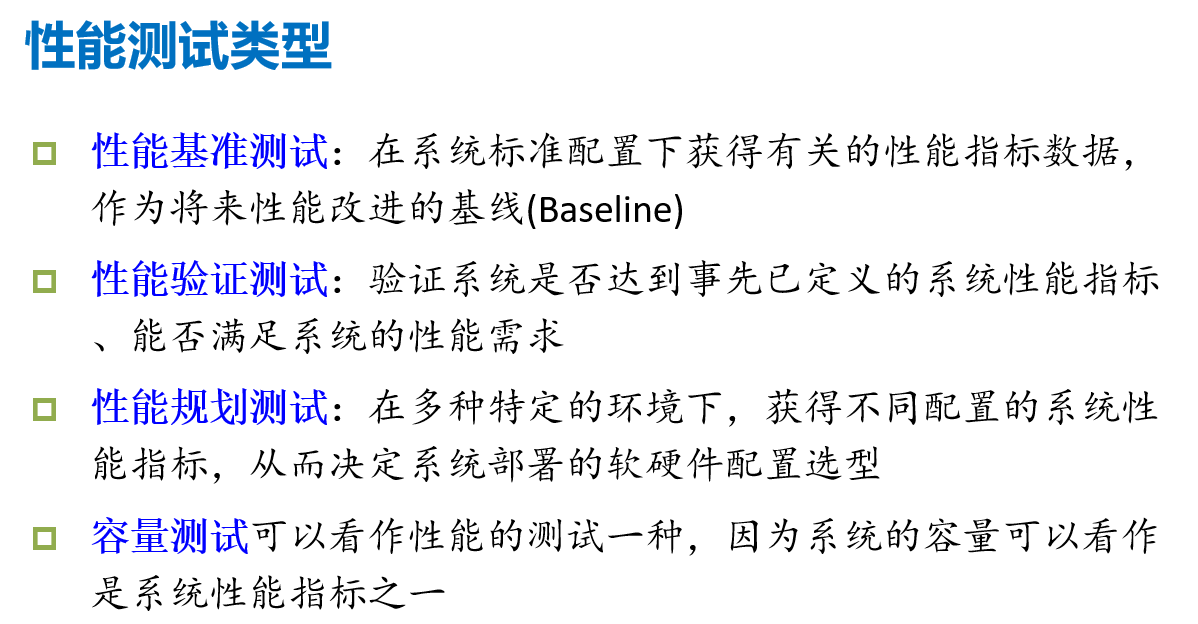 性能测试类型
性能基准测试：在系统标准配置下获得有关的性能指标数据，
作为将来性能改进的基线(Baseline)
性能验证测试：验证系统是否达到事先已定义的系统性能指标
、能否满足系统的性能需求
性能规划测试：在多种特定的环境下，获得不同配置的系统性
能指标，从而决定系统部署的软硬件配置选型
容量测试可以看作性能的测试一种，因为系统的容量可以看作
是系统性能指标之一